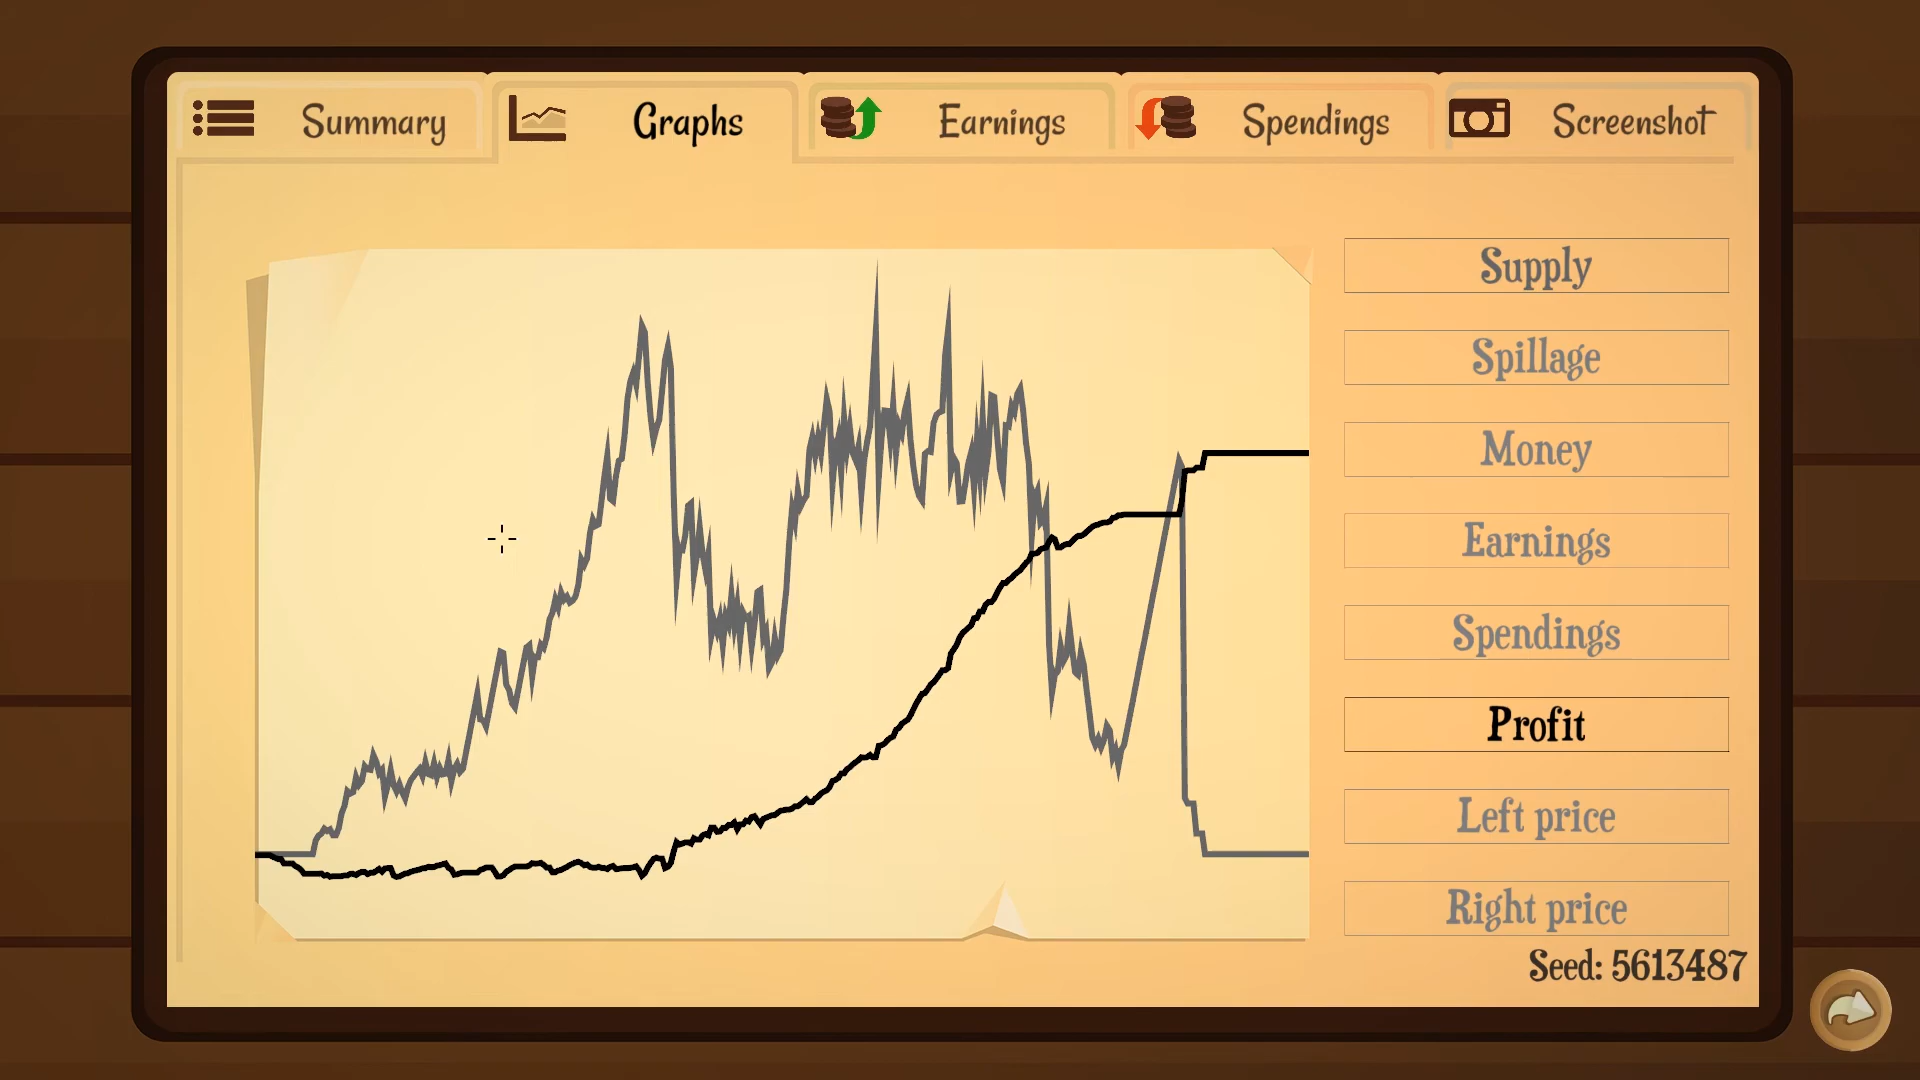 Summary
Graphs
Earnings
Spendings
Screenshot
Supply
Spillage
Money
Earnings
Spendings
Profit
Left price
Right price
Seed: 5613487